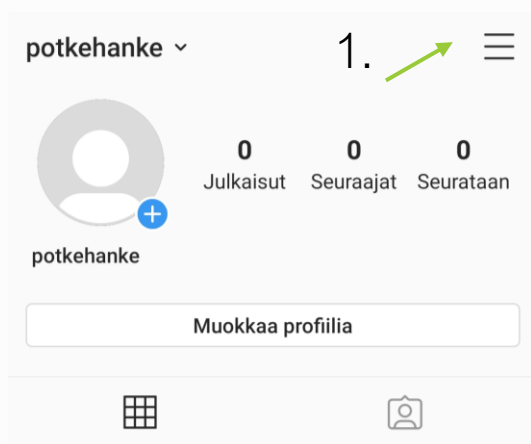 potkehanke
1.
0 0 0
Julkaisut Seuraajat Seurataan
potkehanke
Muokkaa profiilia